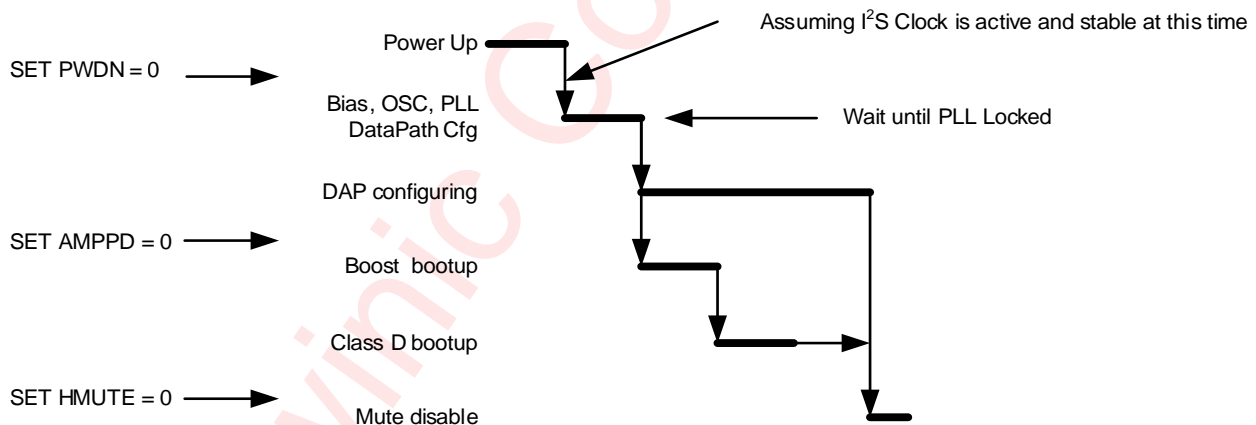 Assuming I²S Clock is active and stable at this time
Power Up
SET PWDN = 0
Bias, OSC, PLL
DataPath Cfg
Wait until PLL Locked
DAP configuring
SET AMPPD = 0
Boost bootup
Class D bootup
SET HMUTE = 0
Mute disable